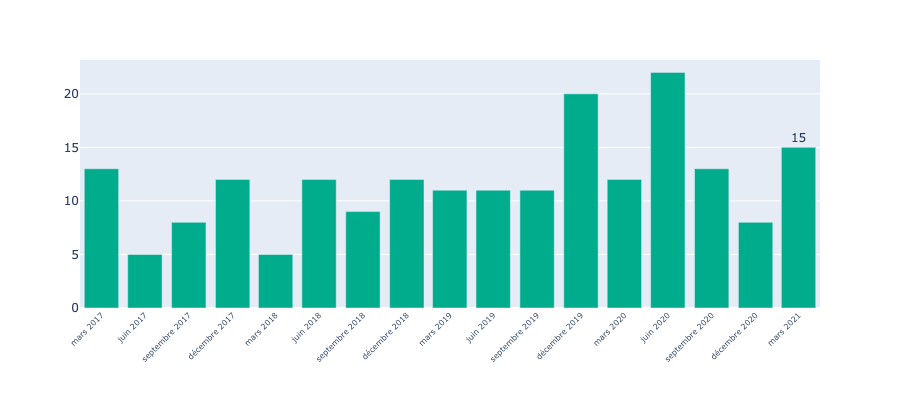 20
15
10
5
0
15
mars 2017
juin 2017
septembre 2017
décembre 2017
mars 2018
juin 2018
septembre 2018
décembre 2018
mars 2019
juin 2019
septembre 2019
décembre 2019
mars 2020
juin 2020
septembre 2020
décembre 2020
mars 2021